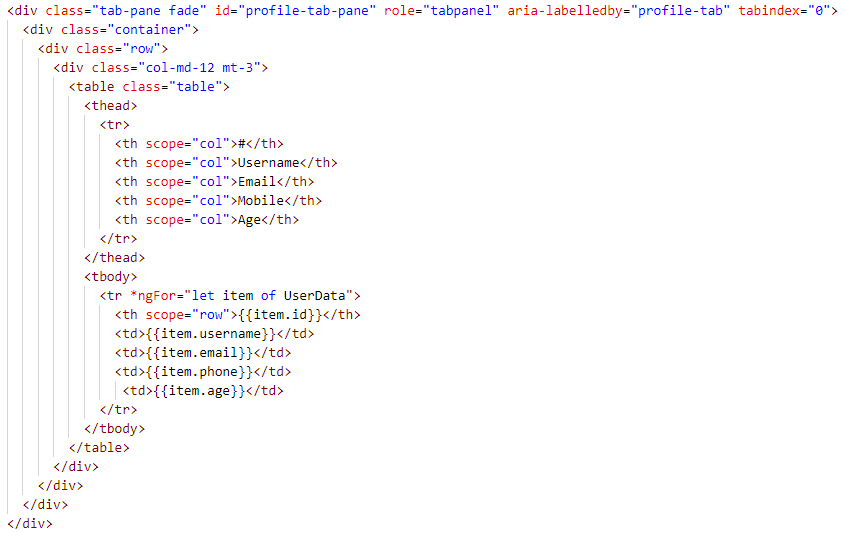 <div class="tab-pane fade" id="profile-tab-pane" role="tabpanel" aria-labelledby="profile-tab" tabindex="0">
  <div class="container">
    <div class="row">
      <div class="col-md-12 mt-3">
        <table class="table">
          <thead>
            <tr>
              <th scope="col">#</th>
              <th scope="col">Username</th>
              <th scope="col">Email</th>
              <th scope="col">Mobile</th>
              <th scope="col">Age</th>
            </tr>
          </thead>
          <tbody>
            <tr *ngFor="let item of UserData">
              <th scope="row">{{item.id}}</th>
              <td>{{item.username}}</td>
              <td>{{item.email}}</td>
              <td>{{item.phone}}</td>
               <td>{{item.age}}</td>
            </tr>
          </tbody>
        </table>
      </div>
    </div>
  </div>
</div>